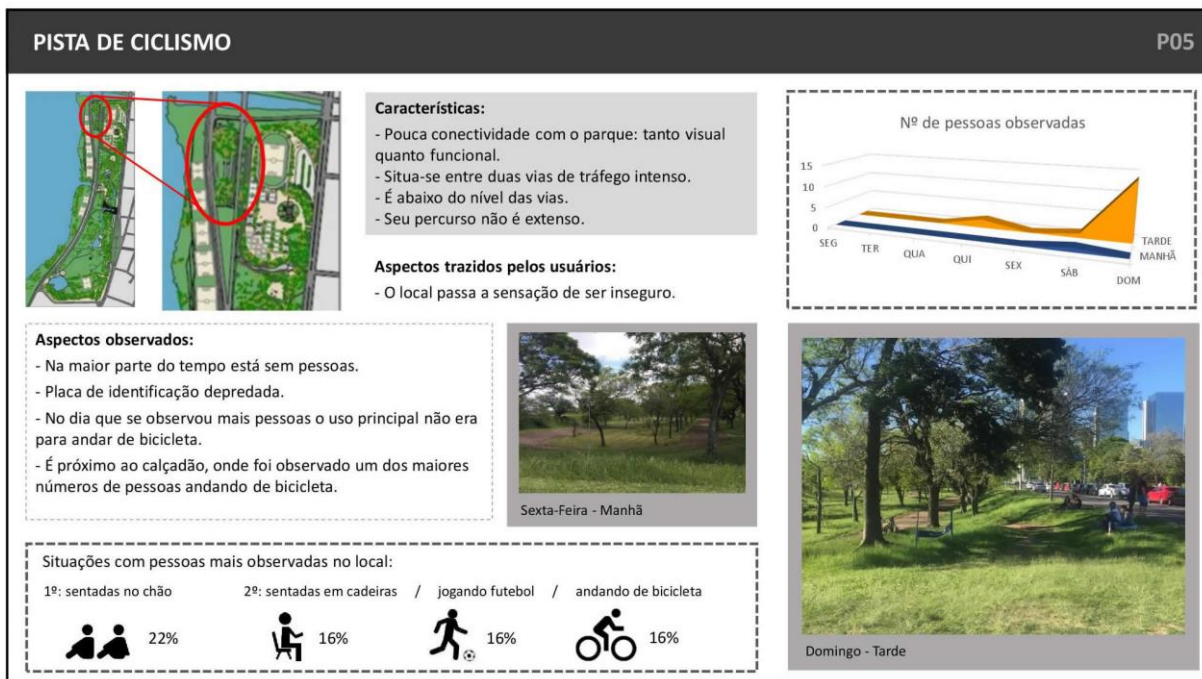 PISTA DE CICLISMO
P05
Características:
- Pouca conectividade com o parque: tanto visual
quanto funcional.
- Situa-se entre duas vias de tráfego intenso.
- É abaixo do nível das vias.
- Seu percurso não é extenso.
Aspectos trazidos pelos usuários:
- O local passa a sensação de ser inseguro.
Nº de pessoas observadas
15
10
5
0
SEG
TER
QUA
QUI
SEX
SÁB
DOM
TARDE
MANHÃ
Aspectos observados:
- Na maior parte do tempo está sem pessoas.
- Placa de identificação depredada.
- No dia que se observou mais pessoas o uso principal não era
para andar de bicicleta.
- É próximo ao calçadão, onde foi observado um dos maiores
números de pessoas andando de bicicleta.
Sexta-Feira - Manhã
Domingo - Tarde
Situações com pessoas mais observadas no local:
1º: sentadas no chão 2º: sentadas em cadeiras / jogando futebol / andando de bicicleta
22% 16% 16% 16%